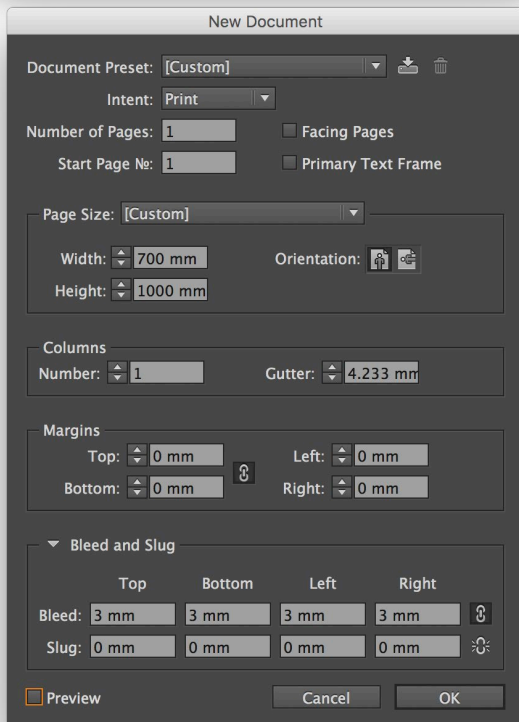 New Document
Document Preset: [Custom]
Intent: Print
Number of Pages: 1 Facing Pages
Start Page №: 1 Primary Text Frame
Page Size: [Custom]
Width: 700 mm Orientation:
Height: 1000 mm
Columns
Number: 1 Gutter: 4.233 mm
Margins
Top: 0 mm Left: 0 mm
Bottom: 0 mm Right: 0 mm
Bleed and Slug
Top Bottom Left Right
Bleed: 3 mm 3 mm 3 mm 3 mm
Slug: 0 mm 0 mm 0 mm 0 mm
Preview Cancel OK